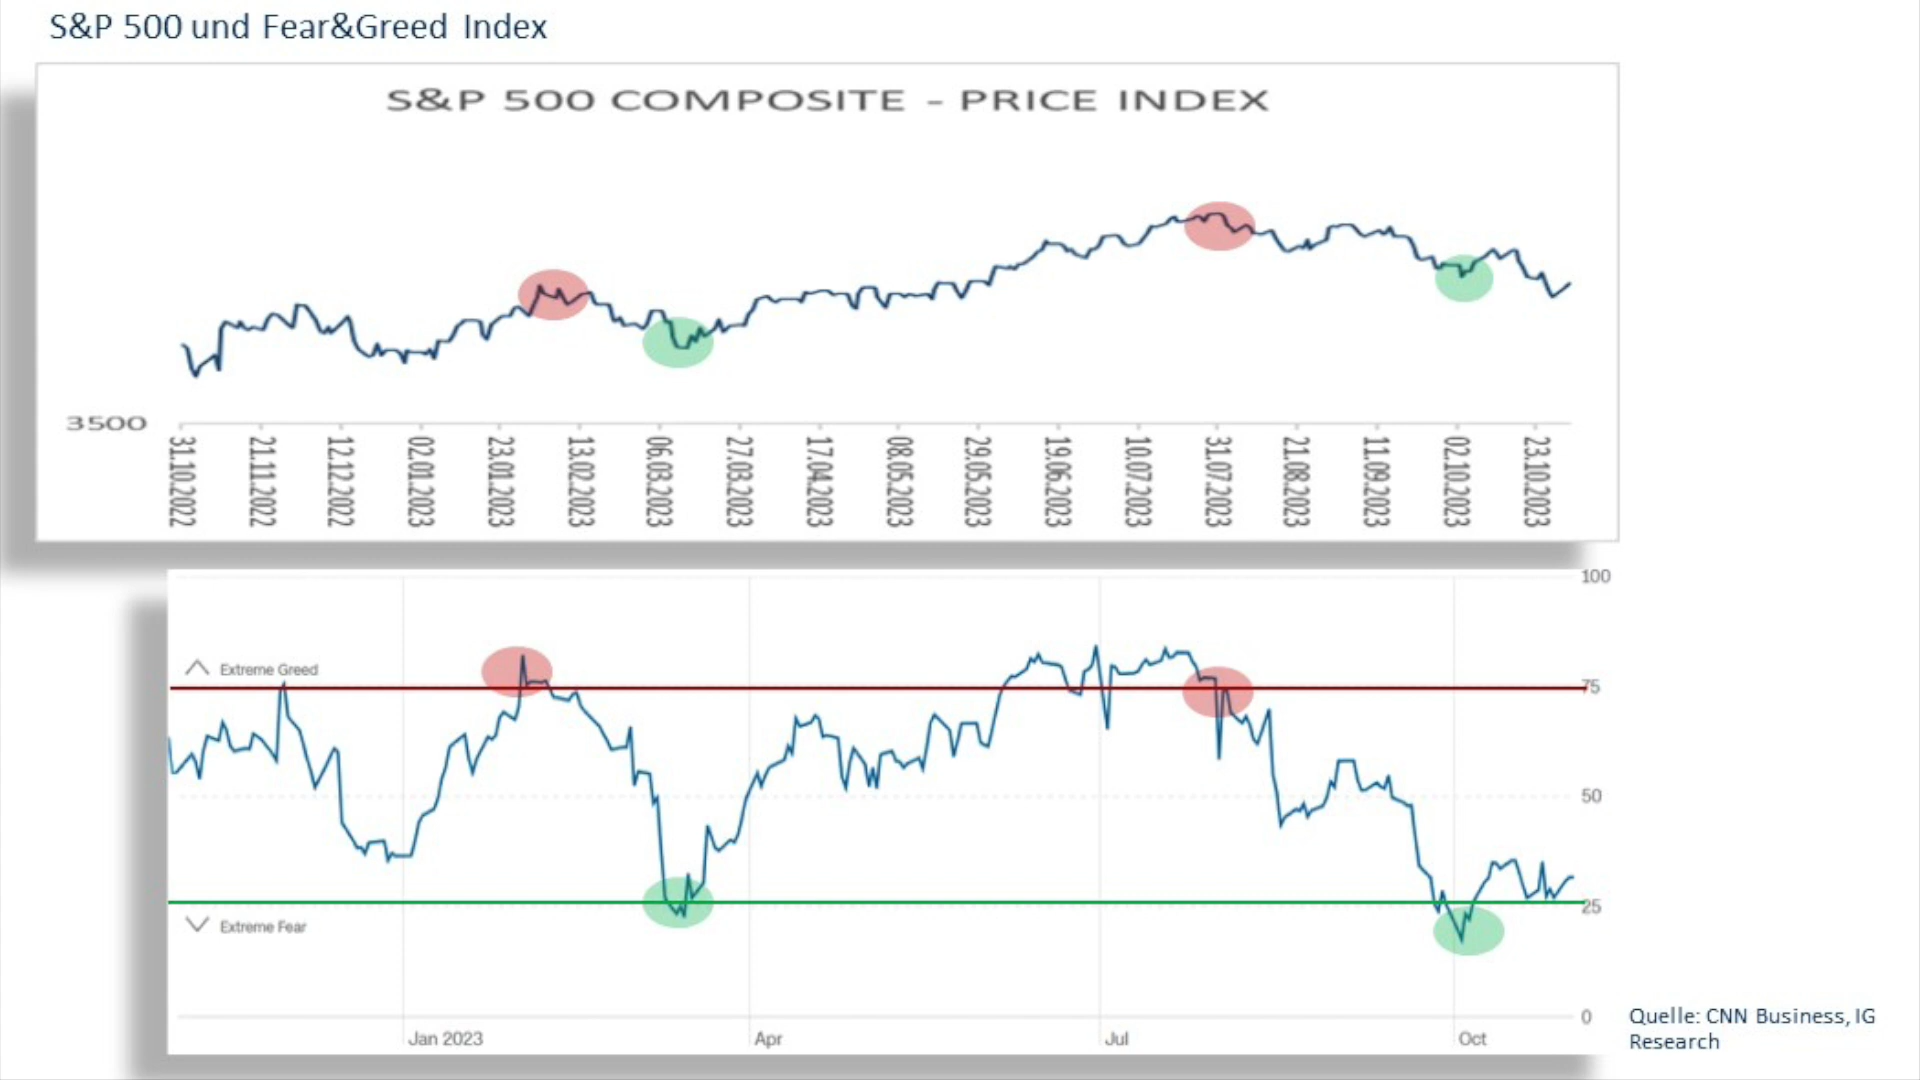 S&P 500 und Fear&Greed Index
S&P 500 COMPOSITE - PRICE INDEX
3500
31.10.2022
21.11.2022
12.12.2022
02.01.2023
23.01.2023
13.02.2023
06.03.2023
27.03.2023
17.04.2023
08.05.2023
29.05.2023
19.06.2023
10.07.2023
31.07.2023
21.08.2023
11.09.2023
02.10.2023
23.10.2023
100
Extreme Greed
75
50
25
Extreme Fear
0
Jan 2023
Apr
Jul
Oct
Quelle: CNN Business, IG
Research